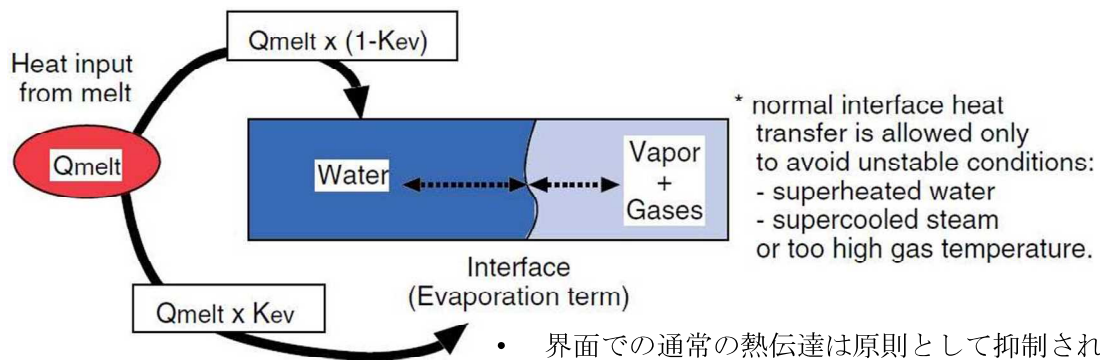 Qmelt x (1-Kev)
Heat input
from melt
Qmelt
Water
Vapor
+
Gases
* normal interface heat
transfer is allowed only
to avoid unstable conditions:
- superheated water
- supercooled steam
or too high gas temperature.
Interface
(Evaporation term)
Qmelt x Kev
• 界面での通常の熱伝達は原則として抑制され